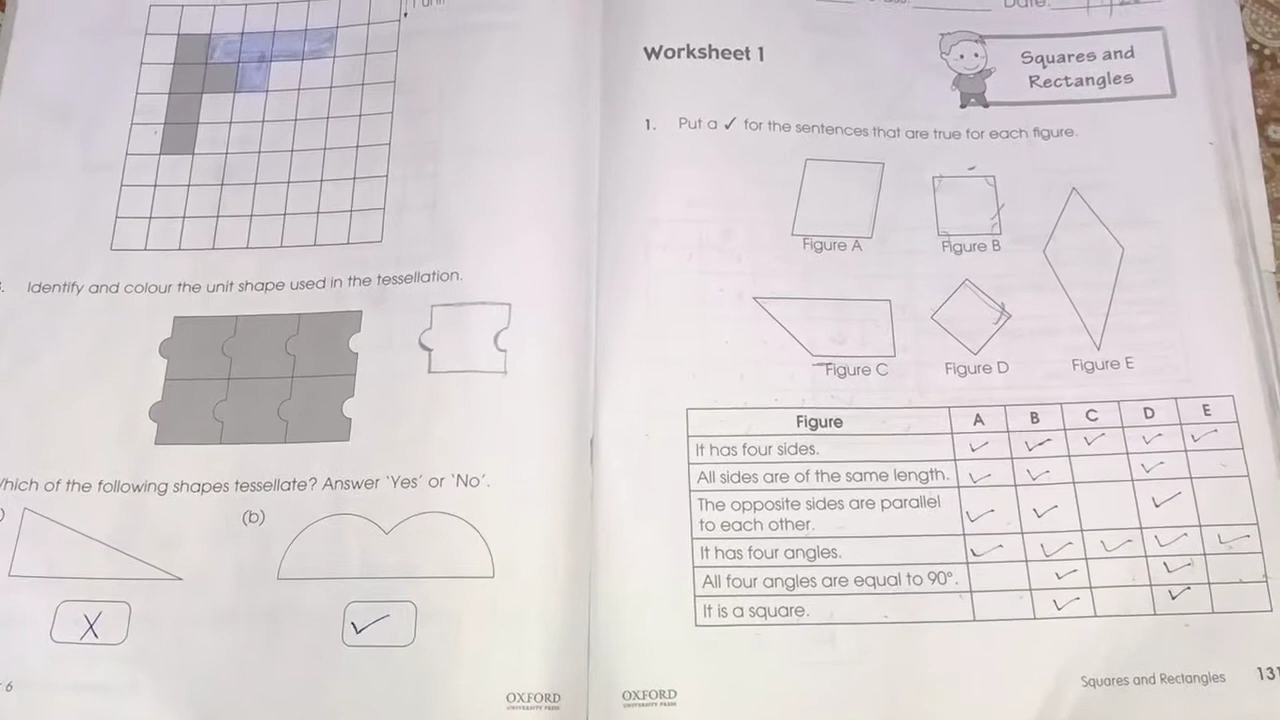 Identify and colour the unit shape used in the tessellation.
of the following shapes tessellate? Answer 'Yes' or 'No'.
(b)
X ✓
6
OXFORD
UNIVERSITY PRESS
Date:
Worksheet 1
Squares and
Rectangles
1. Put a ✓ for the sentences that are true for each figure.
Figure A
Figure B
Figure C
Figure D
Figure E
Figure A B C D E
It has four sides. ✓ ✓ ✓ ✓ ✓
All sides are of the same length. ✓ ✓ ✓
The opposite sides are parallel ✓ ✓ ✓
to each other.
It has four angles. ✓ ✓ ✓ ✓ ✓
All four angles are equal to 90°. ✓ ✓
It is a square. ✓ ✓
OXFORD
UNIVERSITY PRESS
Squares and Rectangles 131